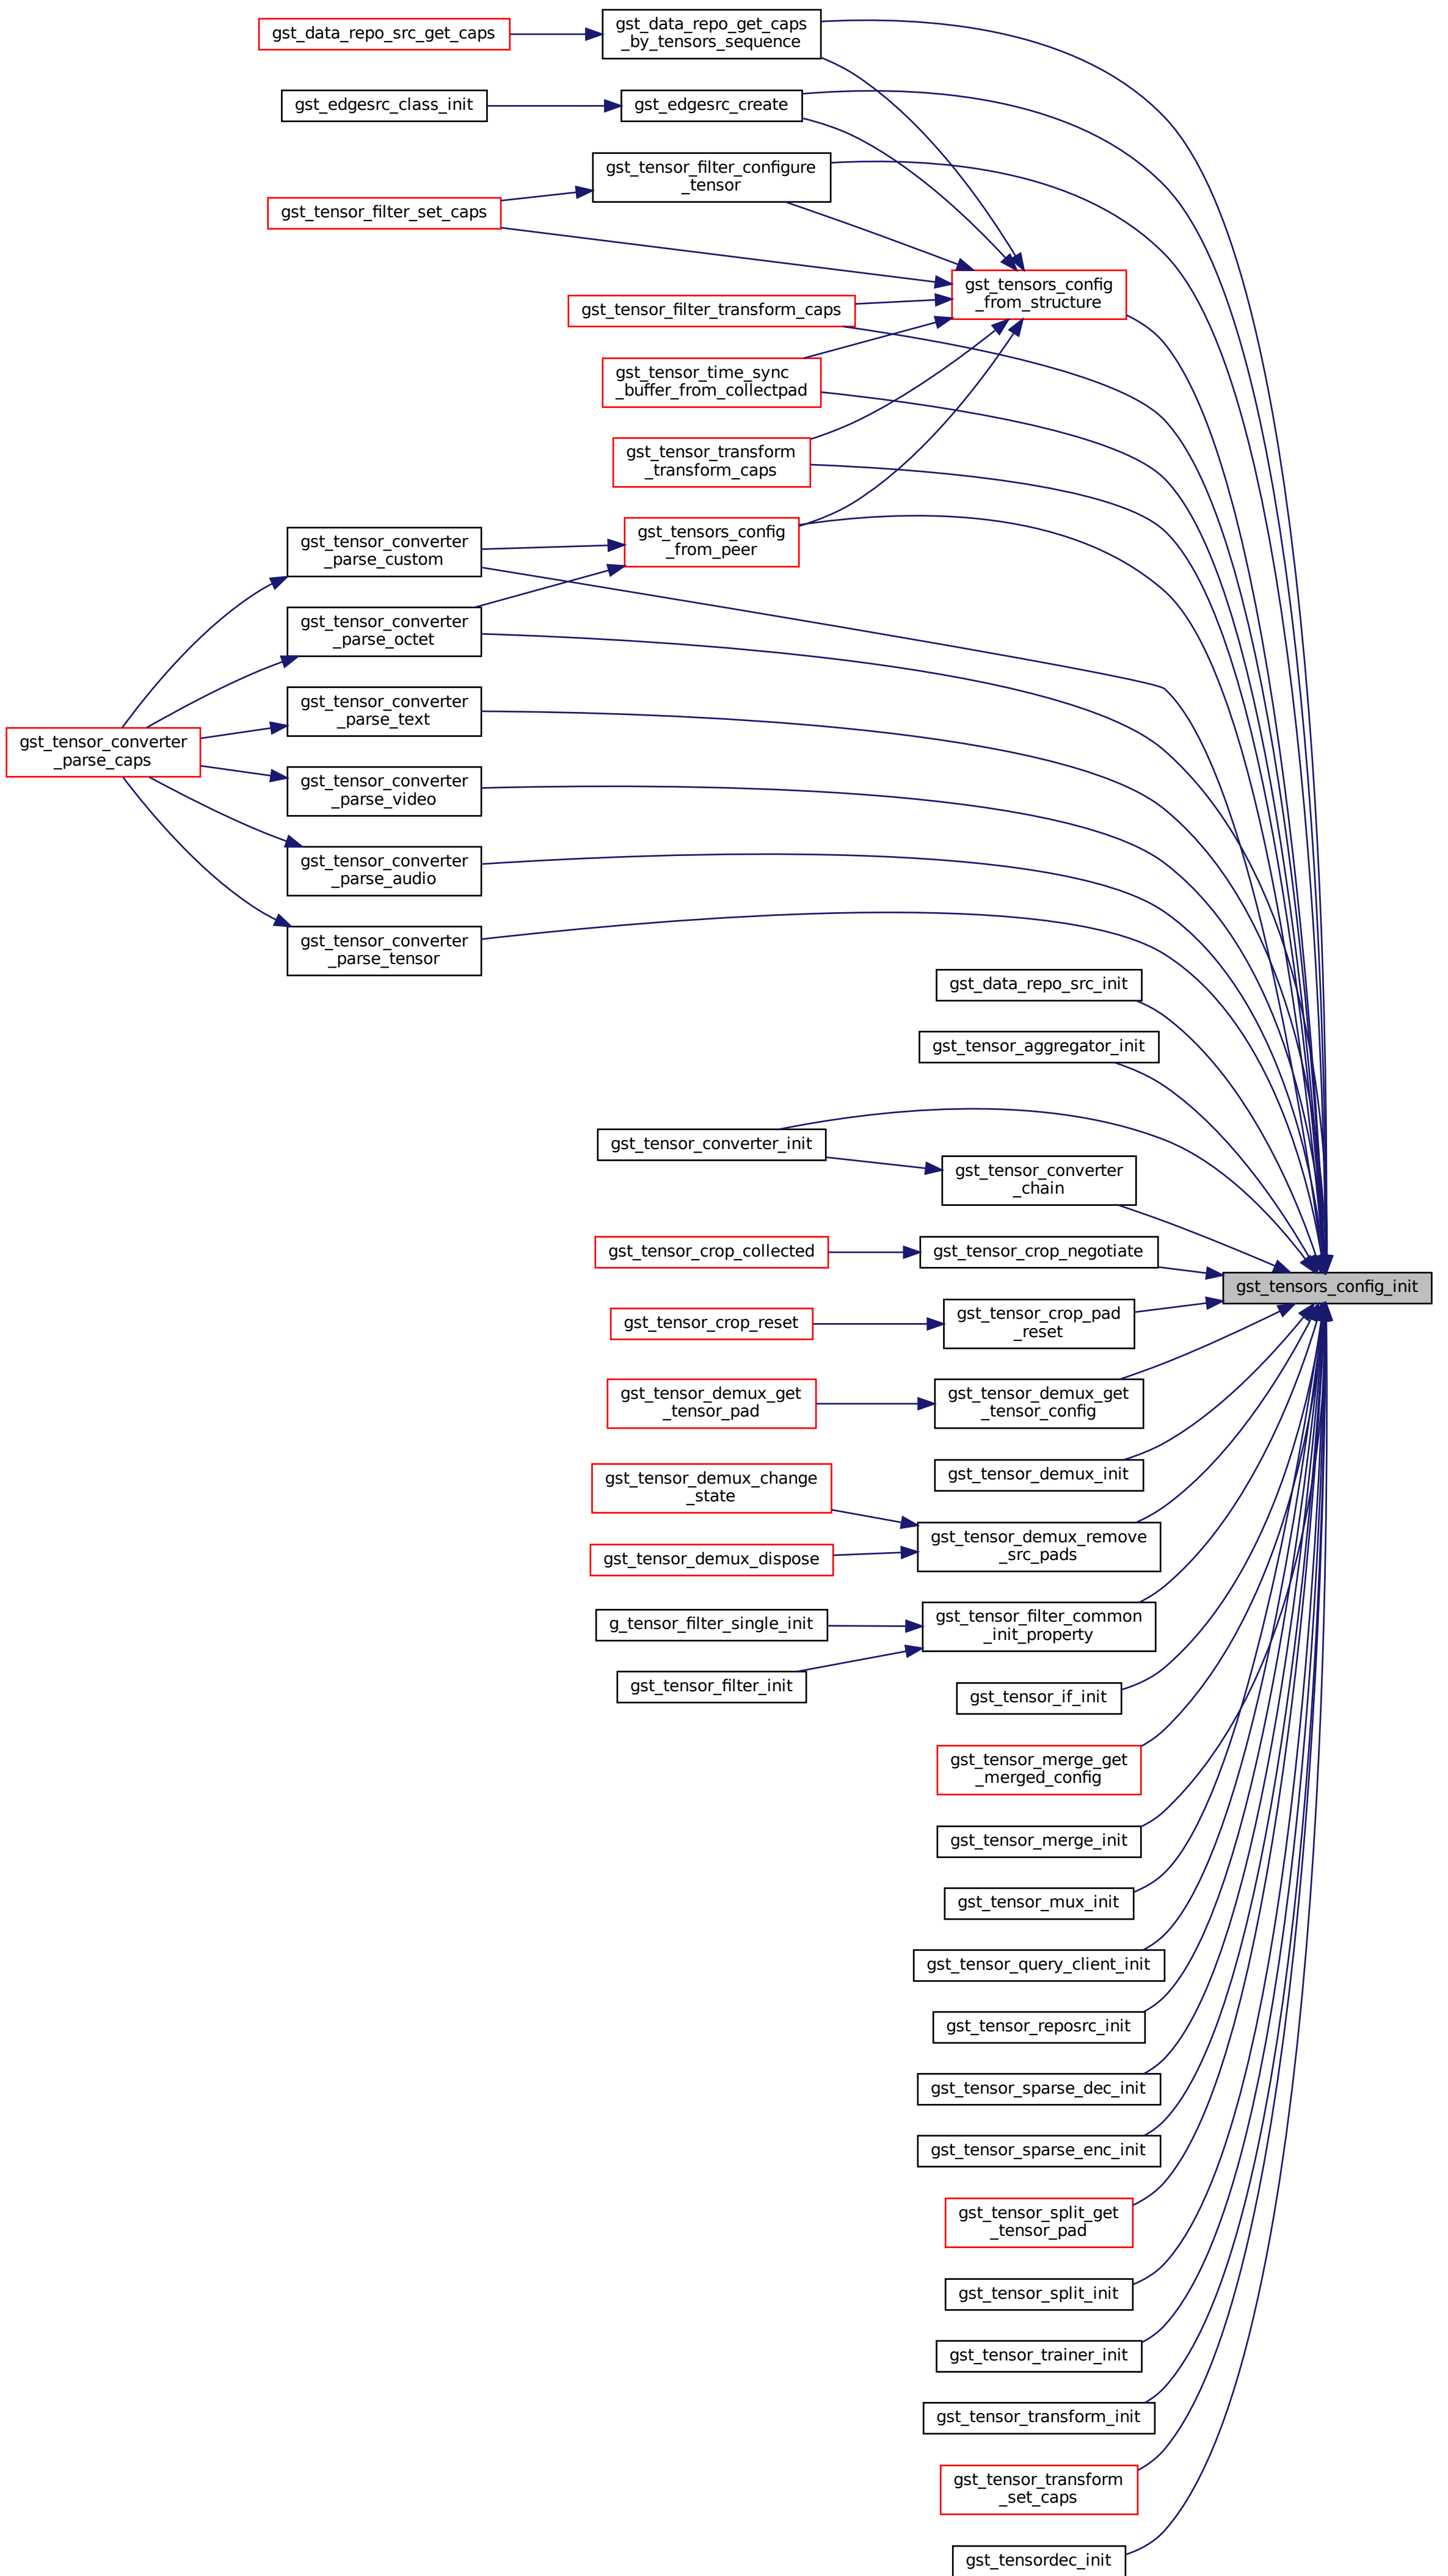 gst_data_repo_src_get_caps
gst_data_repo_get_caps
_by_tensors_sequence
gst_edgesrc_class_init
gst_edgesrc_create
gst_tensor_filter_configure
_tensor
gst_tensor_filter_set_caps
gst_tensors_config
_from_structure
gst_tensor_filter_transform_caps
gst_tensor_time_sync
_buffer_from_collectpad
gst_tensor_transform
_transform_caps
gst_tensors_config
_from_peer
gst_tensor_converter
_parse_custom
gst_tensor_converter
_parse_octet
gst_tensor_converter
_parse_text
gst_tensor_converter
_parse_caps
gst_tensor_converter
_parse_video
gst_tensor_converter
_parse_audio
gst_tensor_converter
_parse_tensor
gst_data_repo_src_init
gst_tensor_aggregator_init
gst_tensor_converter_init
gst_tensor_converter
_chain
gst_tensor_crop_collected
gst_tensor_crop_negotiate
gst_tensors_config_init
gst_tensor_crop_reset
gst_tensor_crop_pad
_reset
gst_tensor_demux_get
_tensor_pad
gst_tensor_demux_get
_tensor_config
gst_tensor_demux_init
gst_tensor_demux_change
_state
gst_tensor_demux_remove
_src_pads
gst_tensor_demux_dispose
g_tensor_filter_single_init
gst_tensor_filter_common
_init_property
gst_tensor_filter_init
gst_tensor_if_init
gst_tensor_merge_get
_merged_config
gst_tensor_merge_init
gst_tensor_mux_init
gst_tensor_query_client_init
gst_tensor_reposrc_init
gst_tensor_sparse_dec_init
gst_tensor_sparse_enc_init
gst_tensor_split_get
_tensor_pad
gst_tensor_split_init
gst_tensor_trainer_init
gst_tensor_transform_init
gst_tensor_transform
_set_caps
gst_tensordec_init